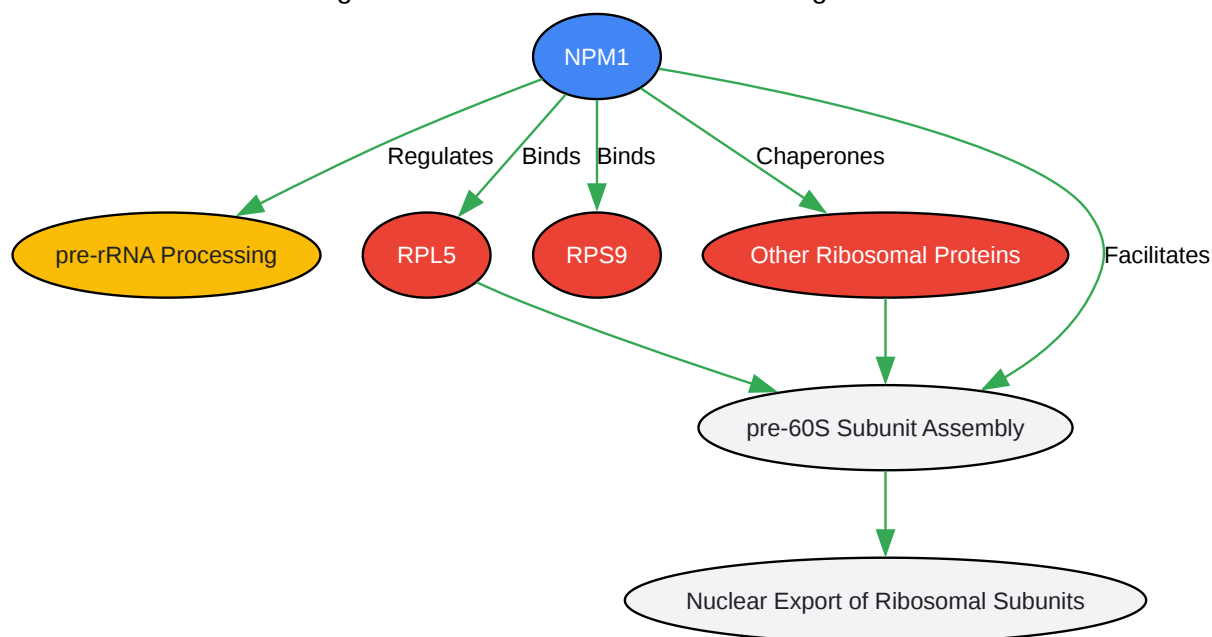 NPM1
Regulates
Binds
Binds
Chaperones
pre-rRNA Processing
RPL5
RPS9
Other Ribosomal Proteins
Facilitates
pre-60S Subunit Assembly
Nuclear Export of Ribosomal Subunits